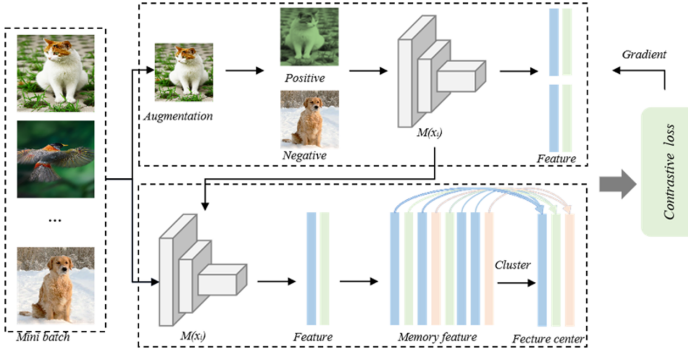 Gradient
Positive
Augmentation
M(xᵢ)
Negative
Feature
Contrastive loss
...
Cluster
Mini batch
M(xᵢ)
Feature
Memory feature
Fecture center